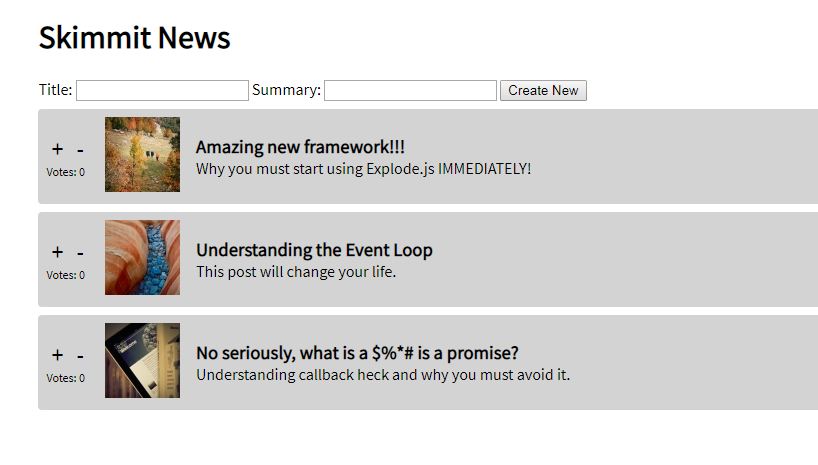 Skimmit News
Title: Summary: Create New
+ -
Votes: 0
Amazing new framework!!!
Why you must start using Explode.js IMMEDIATELY!
+ -
Votes: 0
Understanding the Event Loop
This post will change your life.
+ -
Votes: 0
No seriously, what is a $%*# is a promise?
Understanding callback heck and why you must avoid it.